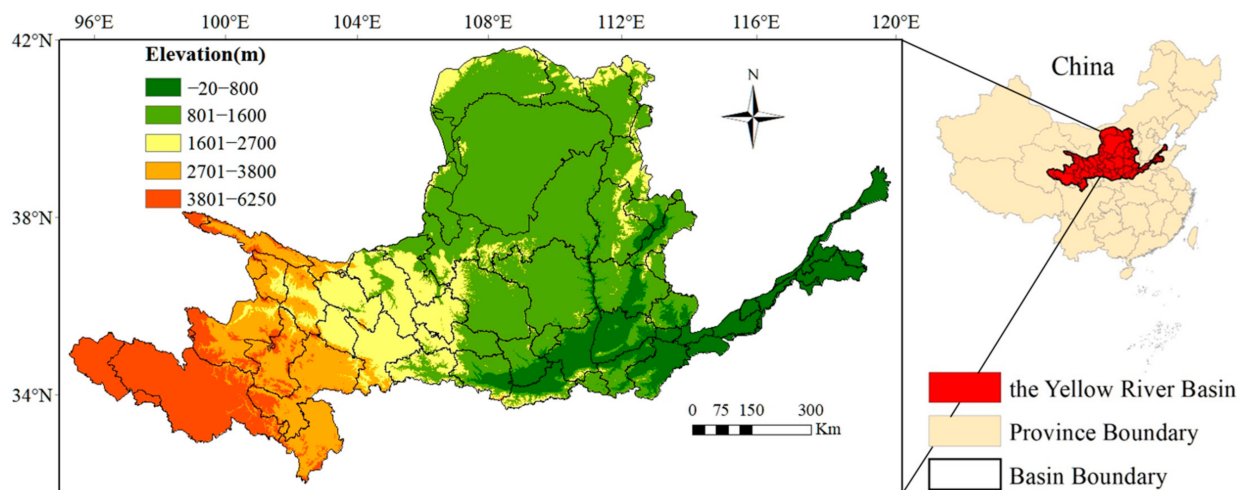 96°E 100°E 104°E 108°E 112°E 116°E 120°E
42°N
38°N
34°N
Elevation(m)
−20−800
801−1600
1601−2700
2701−3800
3801−6250
N
0 75 150 300
Km
China
the Yellow River Basin
Province Boundary
Basin Boundary